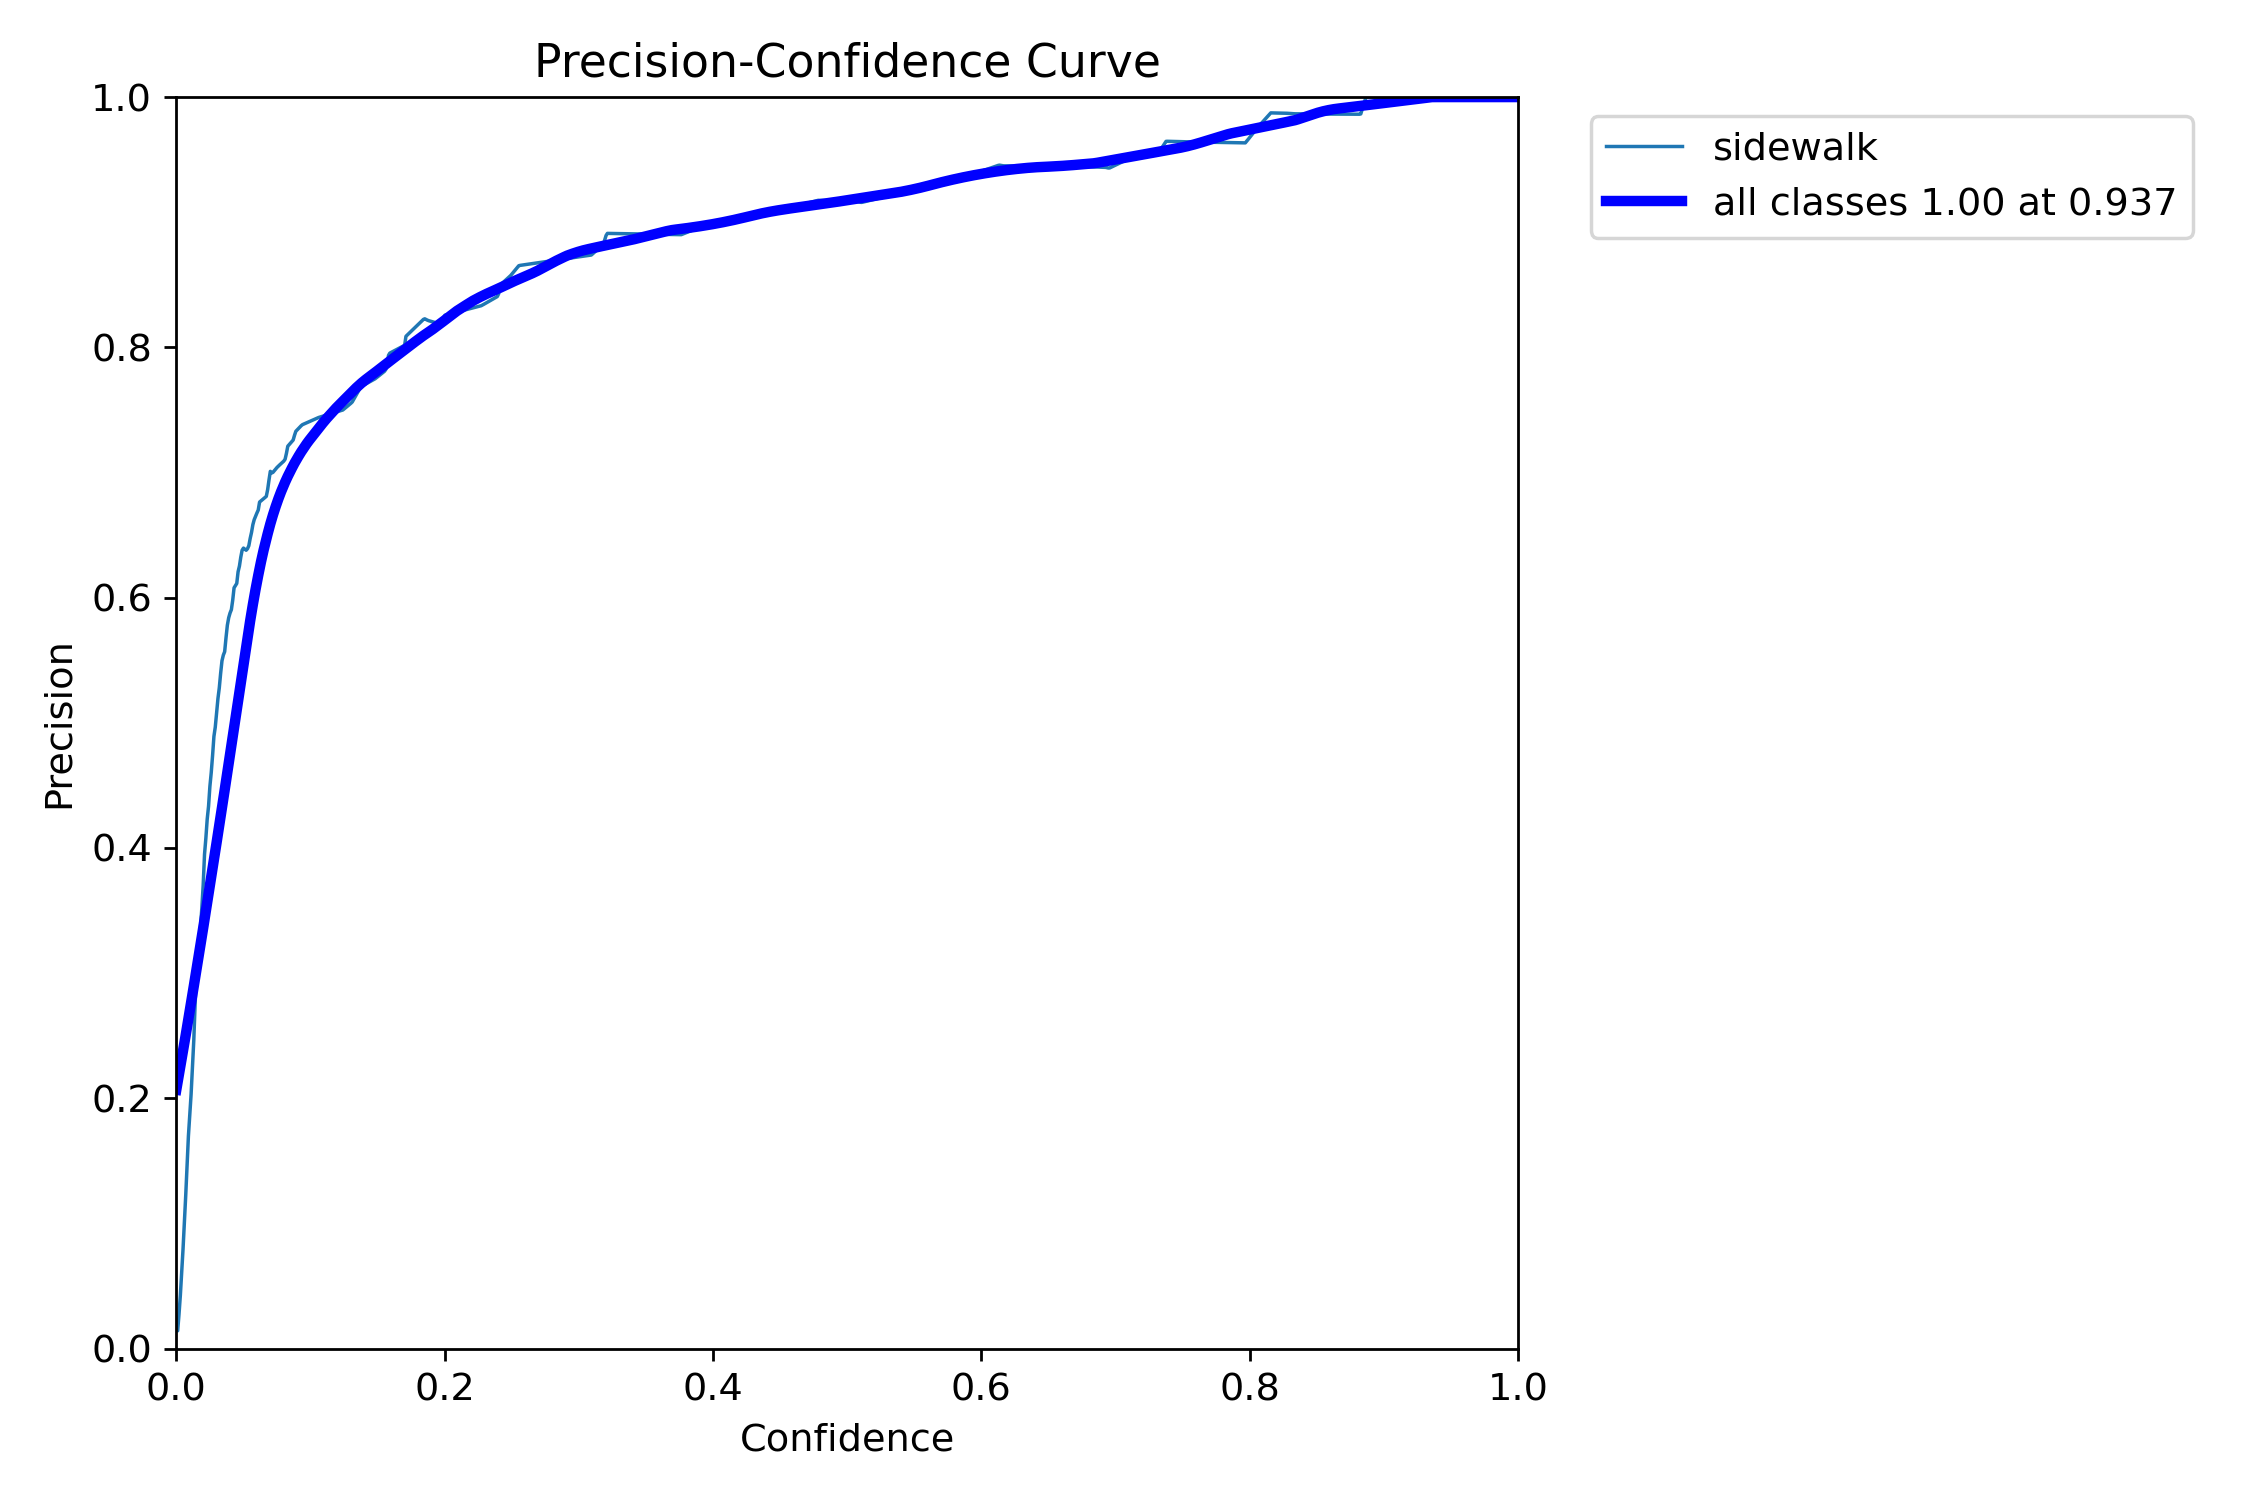 Precision-Confidence Curve
1.0
0.8
0.6
0.4
0.2
0.0
Precision
0.0 0.2 0.4 0.6 0.8 1.0
Confidence
sidewalk
all classes 1.00 at 0.937